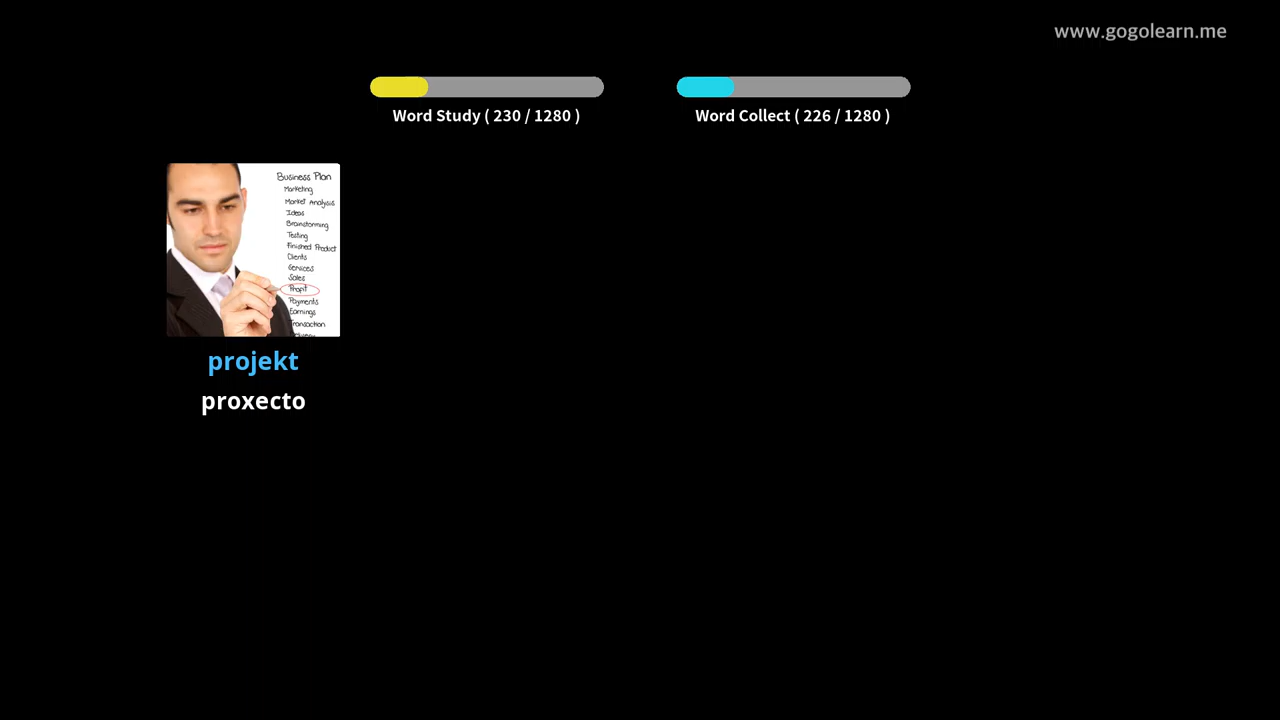 www.gogolearn.me
Word Study ( 230 / 1280 )
Word Collect ( 226 / 1280 )
Business Plan
Marketing
Market Analysis
Ideas
Brainstorming
Testing
Finished Product
Clients
Services
Sales
Profit
Payments
Earnings
Transaction
projekt
proxecto